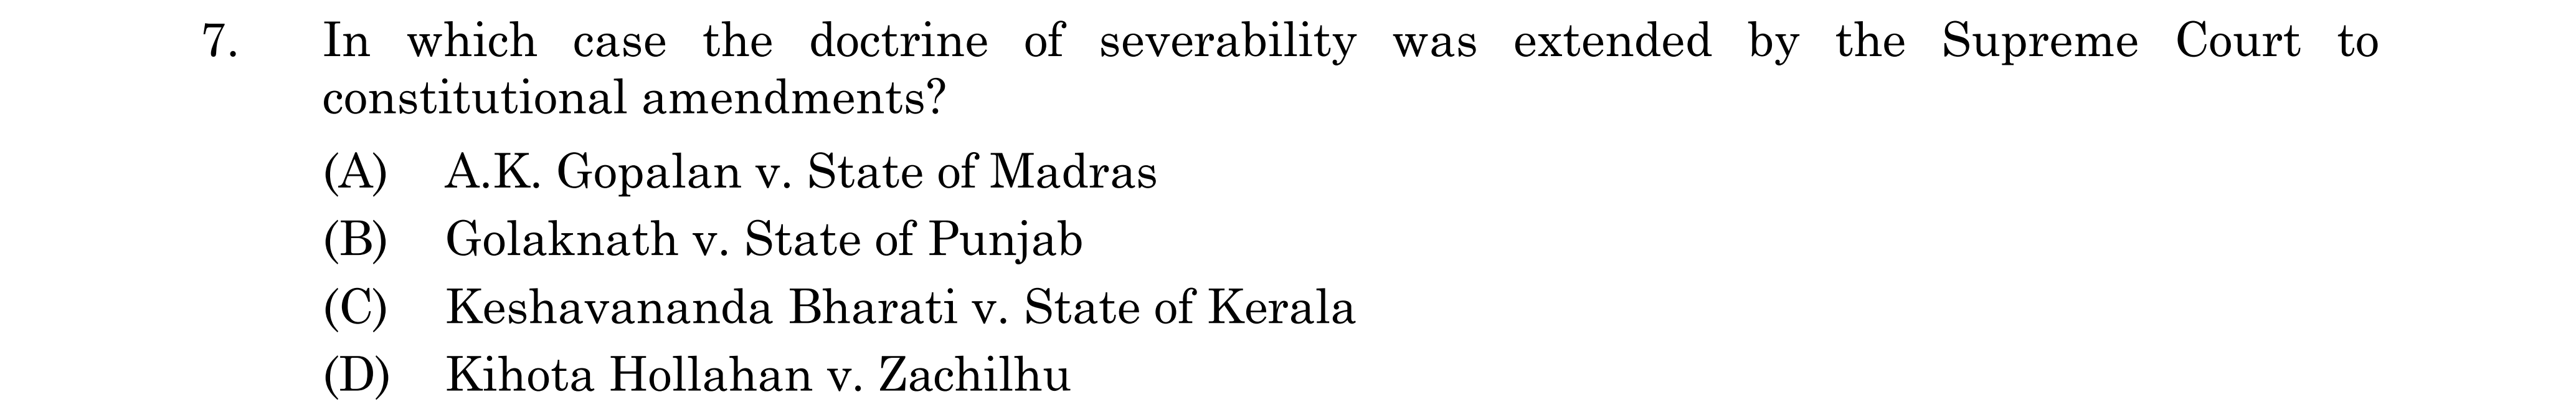 7. In which case the doctrine of severability was extended by the Supreme Court to
constitutional amendments?
(A) A.K. Gopalan v. State of Madras
(B) Golaknath v. State of Punjab
(C) Keshavananda Bharati v. State of Kerala
(D) Kihota Hollahan v. Zachilhu